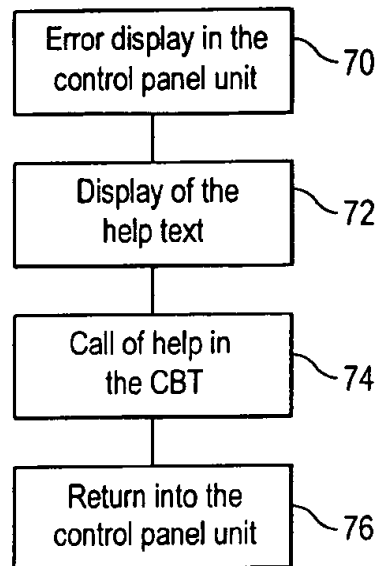 Error display in the
control panel unit
70
Display of the
help text
72
Call of help in
the CBT
74
Return into the
control panel unit
76